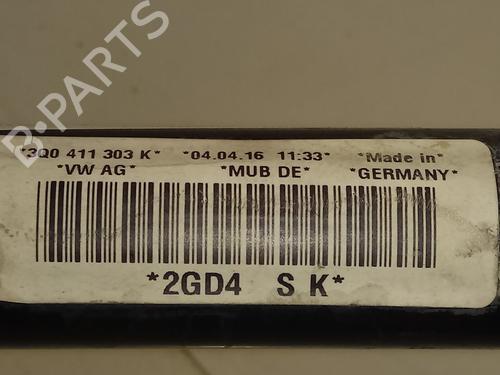 B-PARTS
*3Q0 411 303 K* *04.04.16 11:33* *Made in*
*VW AG* *MUB DE* *GERMANY*
*2GD4 S K*